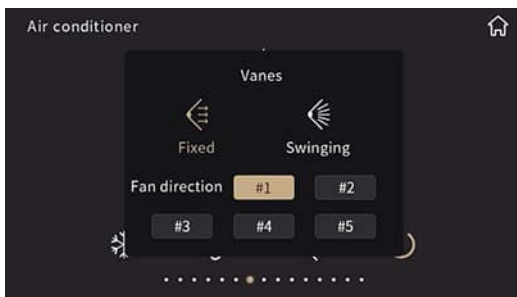 Air conditioner
Vanes
Fixed
Swinging
Fan direction
#1
#2
#3
#4
#5